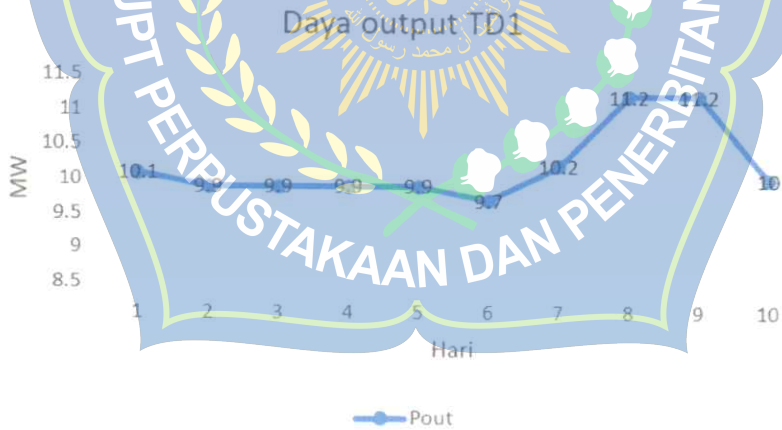 Daya output TD1
11.5
11
10.5
10
9.5
9
8.5
MW
10.1 9.9 9.9 9.9 9.9 9.7 10.2 11.2 11.2 10
1 2 3 4 5 6 7 8 9 10
Hari
Pout
UPT PERPUSTAKAAN DAN PENERBITAN